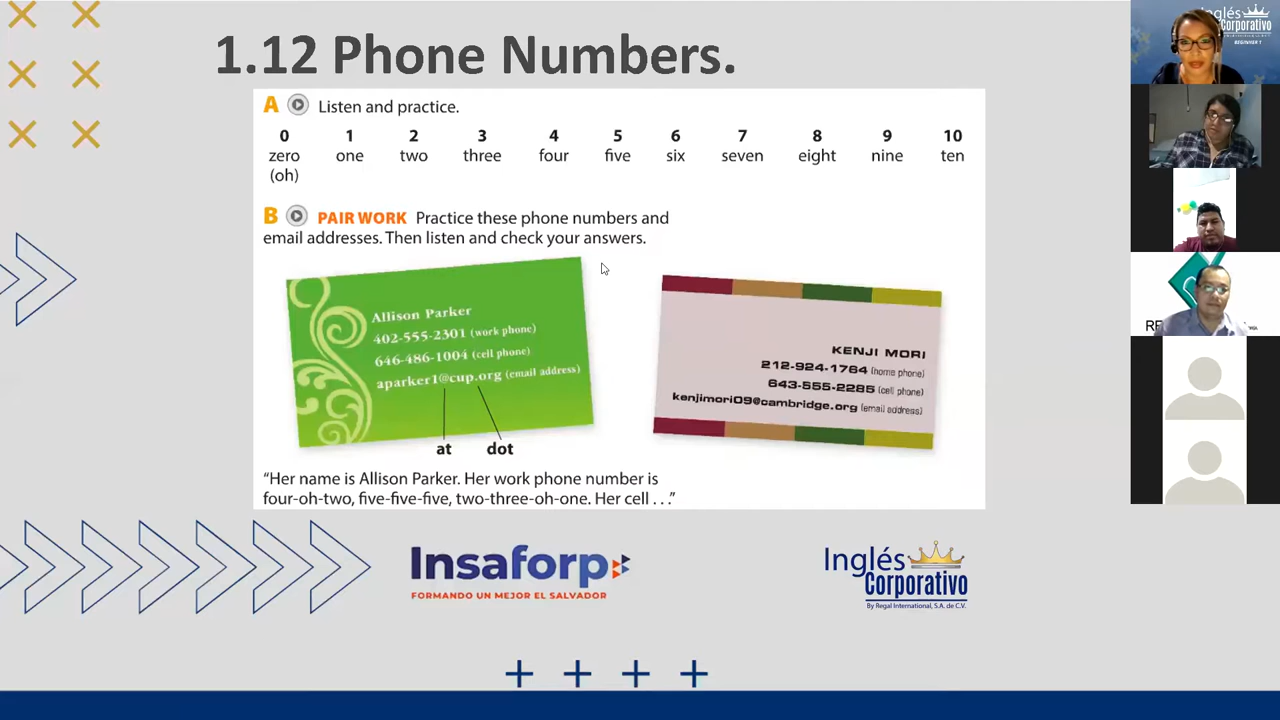 1.12 Phone Numbers.
A Listen and practice.
0 1 2 3 4 5 6 7 8 9 10
zero one two three four five six seven eight nine ten
(oh)
B PAIR WORK Practice these phone numbers and
email addresses. Then listen and check your answers.
Allison Parker
402-555-2301 (work phone)
646-486-1004 (cell phone)
aparker1@cup.org (email address)
at dot
KENJI MORI
212-924-1764 (home phone)
643-555-2285 (cell phone)
kenjimori09@cambridge.org (email address)
"Her name is Allison Parker. Her work phone number is
four-oh-two, five-five-five, two-three-oh-one. Her cell . . ."
Insaforp
FORMANDO UN MEJOR EL SALVADOR
Inglés
Corporativo
By Regal International, S.A. de C.V.
Inglés
Corporativo
BEGINNER 1